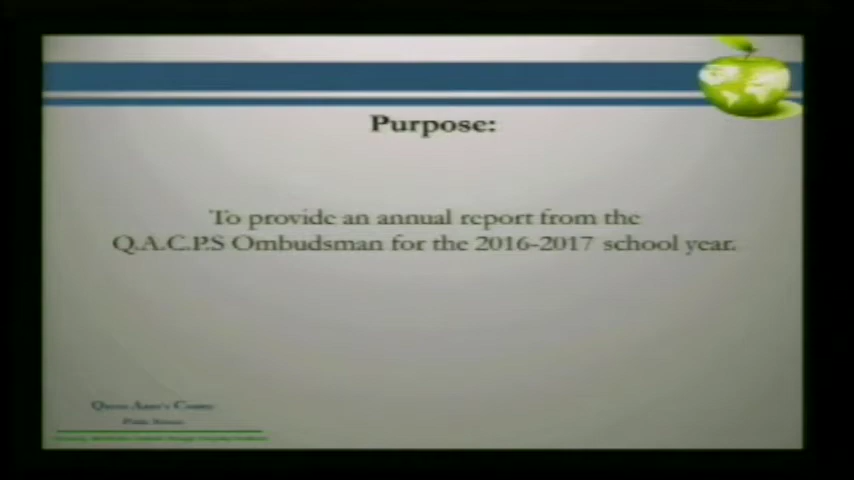 Purpose:
To provide an annual report from the
Q.A.C.P.S Ombudsman for the 2016-2017 school year.
Queen Anne's County